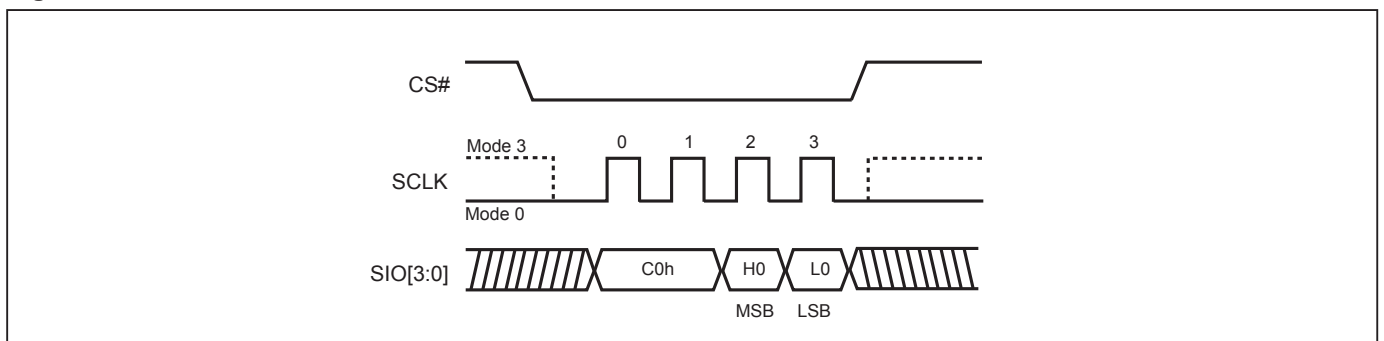 CS#
Mode 3
0 1 2 3
SCLK
Mode 0
SIO[3:0]
C0h H0 L0
MSB LSB